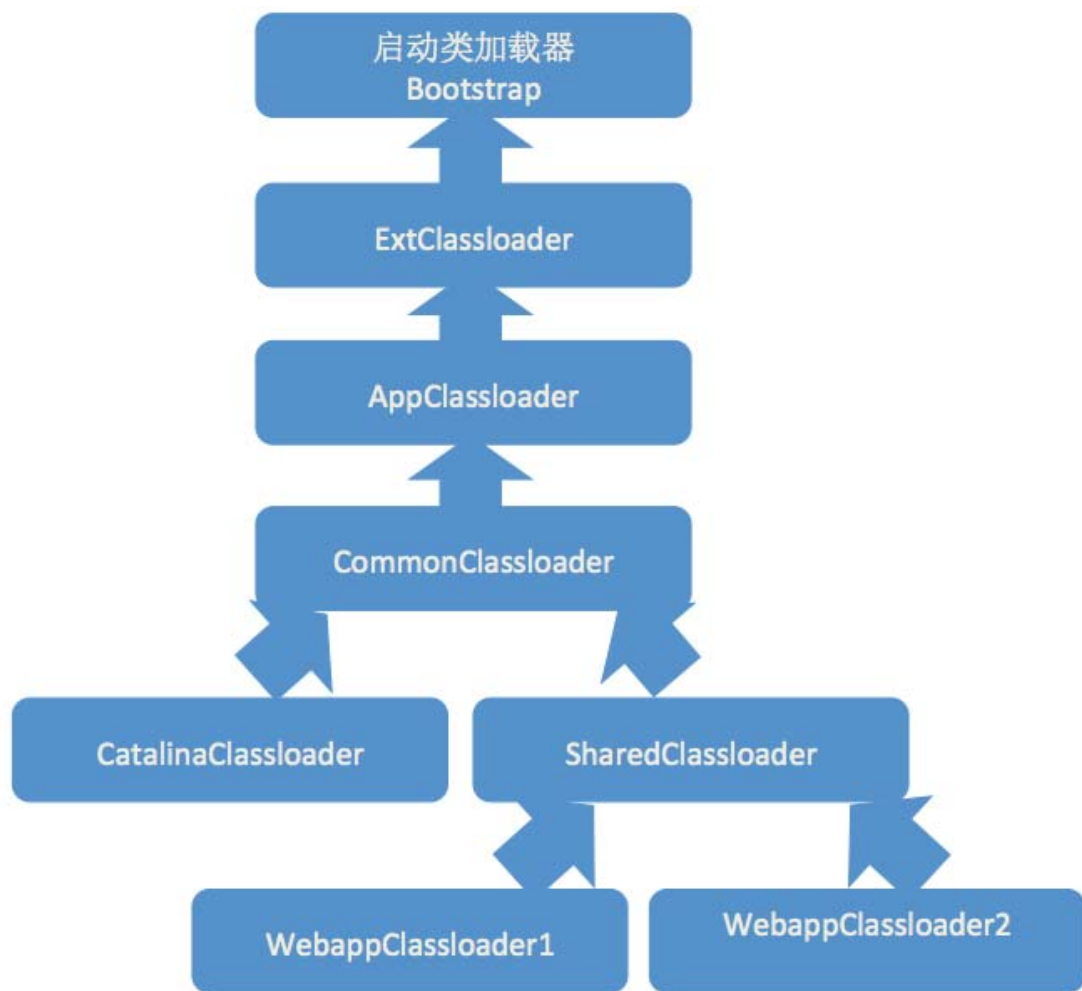 启动类加载器
Bootstrap
ExtClassloader
AppClassloader
CommonClassloader
CatalinaClassloader
SharedClassloader
WebappClassloader1
WebappClassloader2